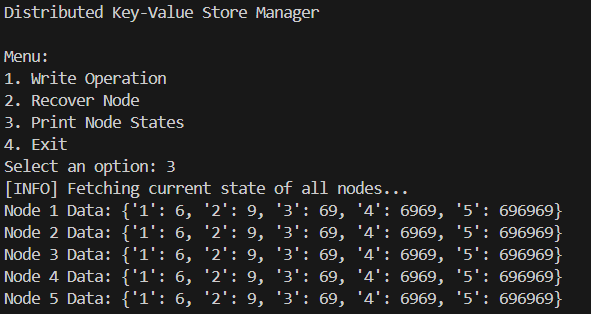 Distributed Key-Value Store Manager
Menu:
1. Write Operation
2. Recover Node
3. Print Node States
4. Exit
Select an option: 3
[INFO] Fetching current state of all nodes...
Node 1 Data: {'1': 6, '2': 9, '3': 69, '4': 6969, '5': 696969}
Node 2 Data: {'1': 6, '2': 9, '3': 69, '4': 6969, '5': 696969}
Node 3 Data: {'1': 6, '2': 9, '3': 69, '4': 6969, '5': 696969}
Node 4 Data: {'1': 6, '2': 9, '3': 69, '4': 6969, '5': 696969}
Node 5 Data: {'1': 6, '2': 9, '3': 69, '4': 6969, '5': 696969}